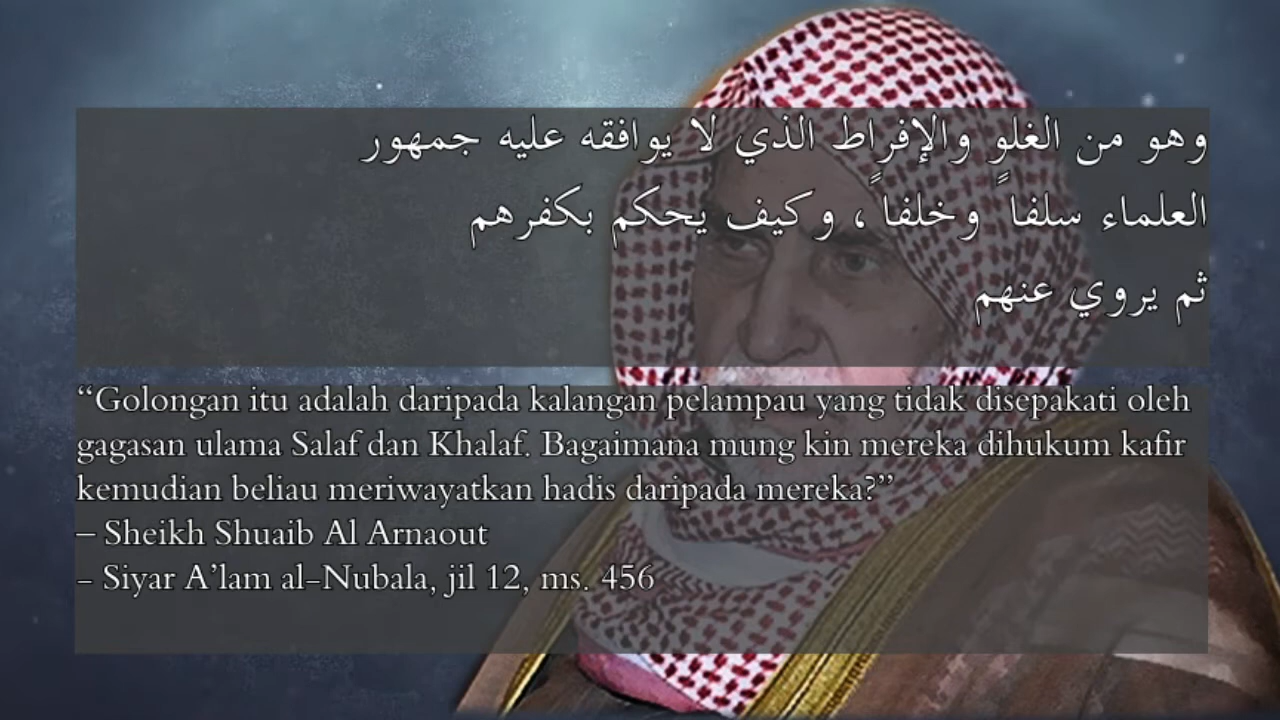 وهو من الغلوِ والإفراط الذي لا يوافقه عليه جمهور
العلماء سلفاً وخلفاً ، وكيف يحكم بكفرهم
ثم يروي عنهم
“Golongan itu adalah daripada kalangan pelampau yang tidak disepakati oleh
gagasan ulama Salaf dan Khalaf. Bagaimana mung kin mereka dihukum kafir
kemudian beliau meriwayatkan hadis daripada mereka?”
– Sheikh Shuaib Al Arnaout
- Siyar A’lam al-Nubala, jil 12, ms. 456